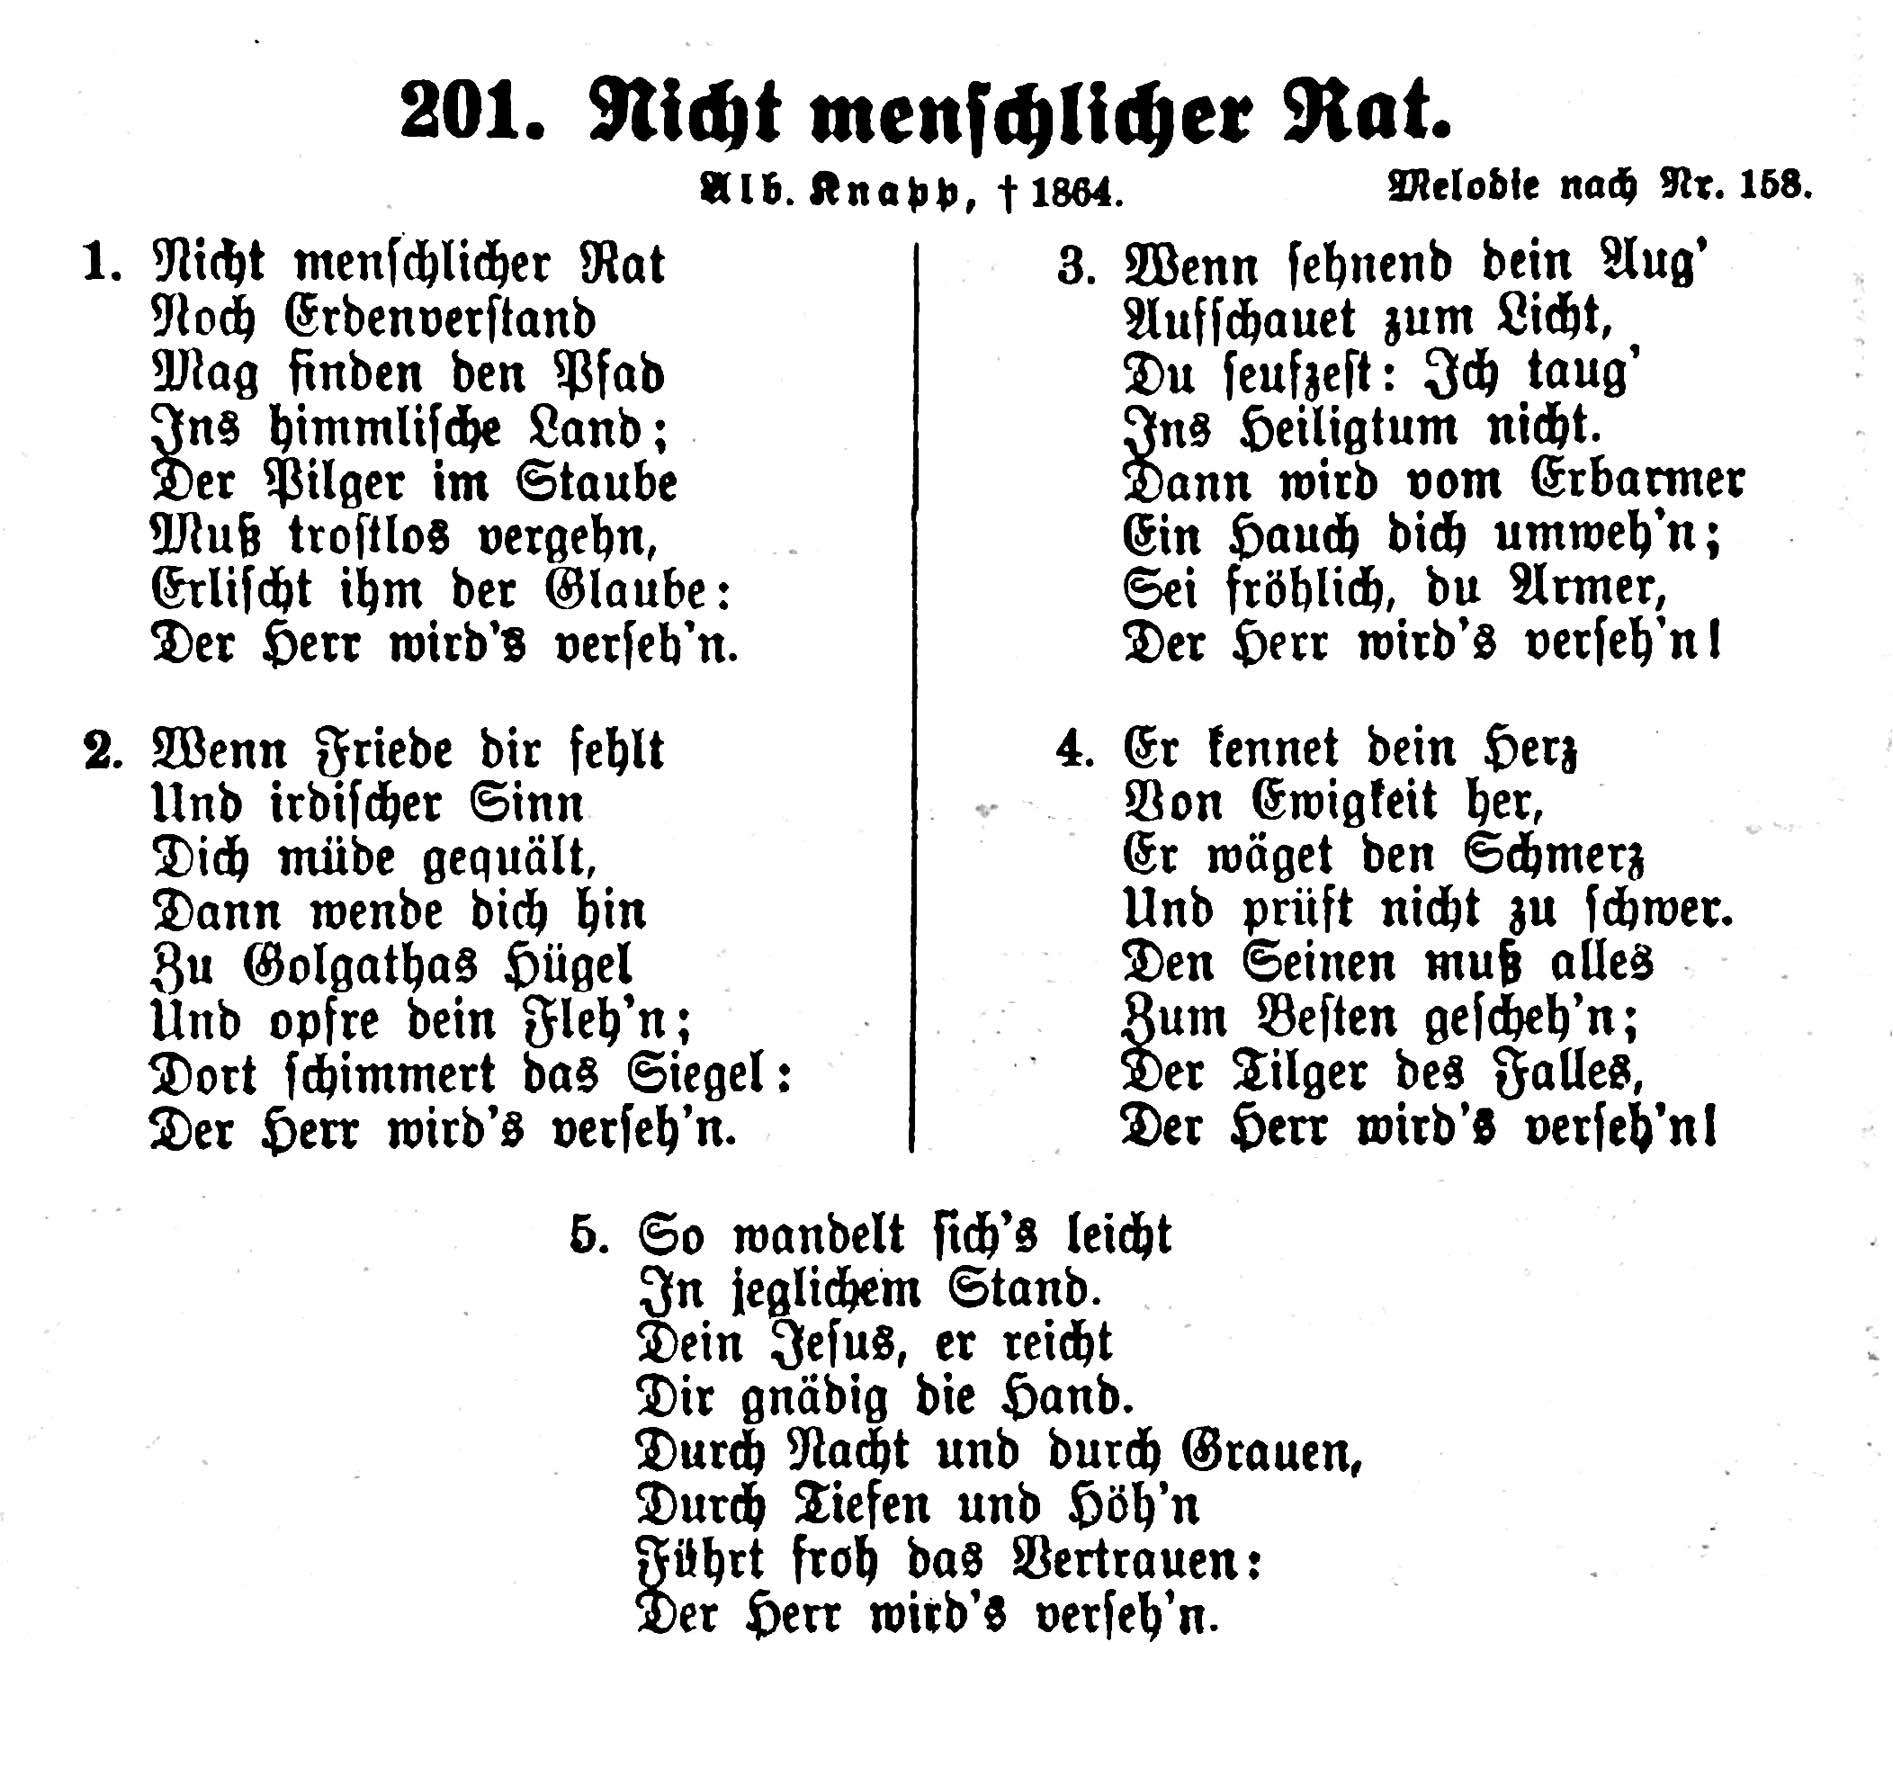 201. Nicht menschlicher Rat.
Alb. Knapp, † 1864.
Melodie nach Nr. 158.
1. Nicht menschlicher Rat
Noch Erdenverstand
Mag finden den Pfad
Ins himmlische Land;
Der Pilger im Staube
Muß trostlos vergehn,
Erlischt ihm der Glaube:
Der Herr wird's verseh'n.
2. Wenn Friede dir fehlt
Und irdischer Sinn
Dich müde gequält,
Dann wende dich hin
Zu Golgathas Hügel
Und opfre dein Fleh'n;
Dort schimmert das Siegel:
Der Herr wird's verseh'n.
3. Wenn sehnend dein Aug'
Aufschauet zum Licht,
Du seufzest: Ich taug'
Ins Heiligtum nicht.
Dann wird vom Erbarmer
Ein Hauch dich umweh'n;
Sei fröhlich, du Armer,
Der Herr wird's verseh'n!
4. Er kennet dein Herz
Von Ewigkeit her,
Er wäget den Schmerz
Und prüft nicht zu schwer.
Den Seinen muß alles
Zum Besten gescheh'n;
Der Tilger des Falles,
Der Herr wird's verseh'n!
5. So wandelt sich's leicht
In jeglichem Stand.
Dein Jesus, er reicht
Dir gnädig die Hand.
Durch Nacht und durch Grauen,
Durch Tiefen und Höh'n
Führt froh das Vertrauen:
Der Herr wird's verseh'n.